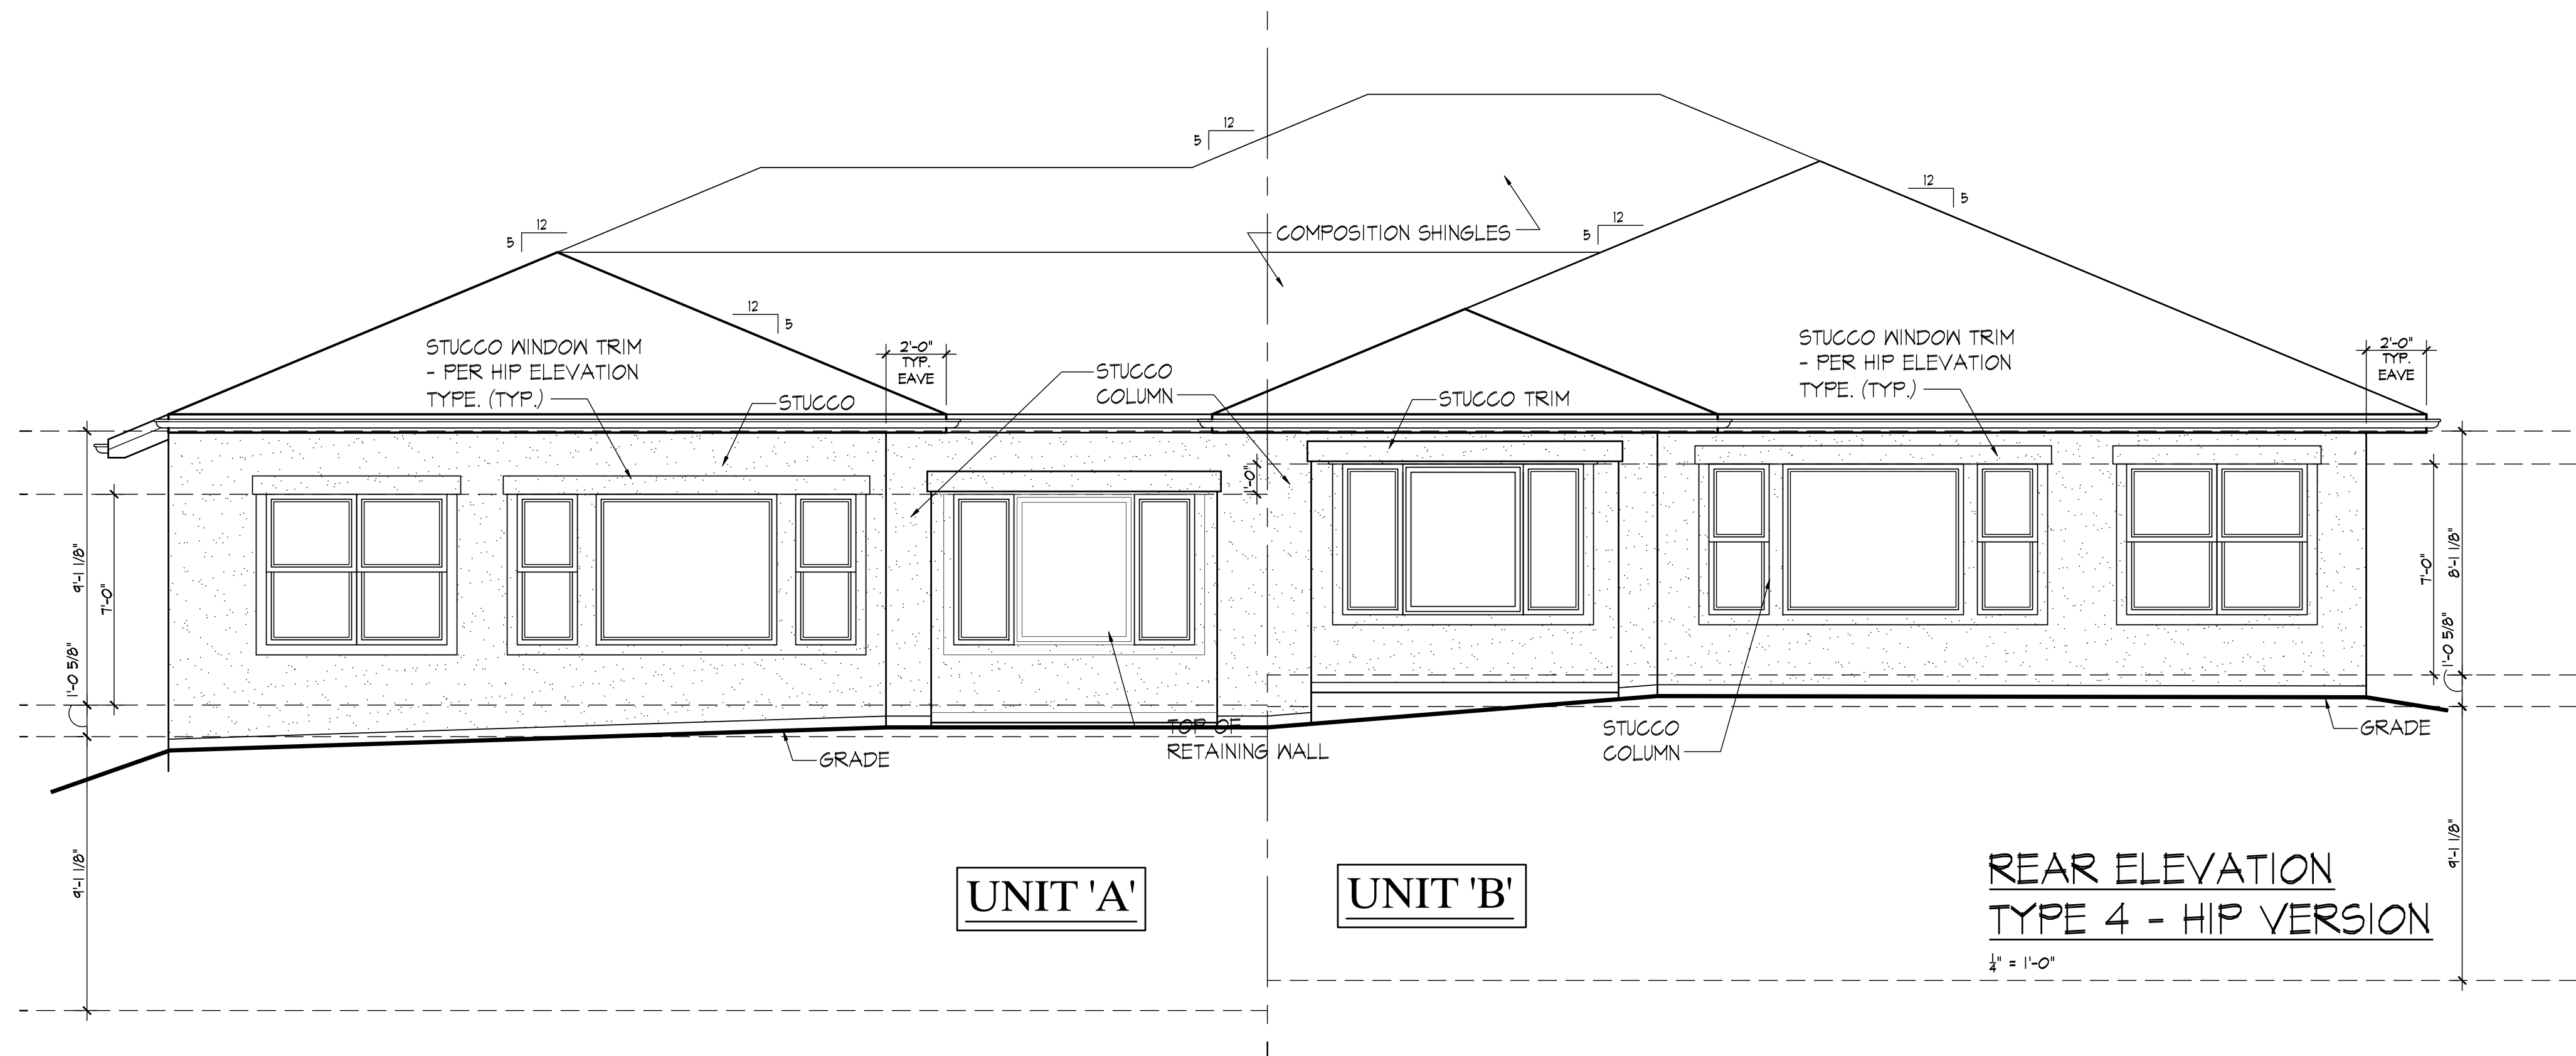 12
5
12
5
12
5
COMPOSITION SHINGLES
12
5
12
5
STUCCO WINDOW TRIM
- PER HIP ELEVATION
TYPE. (TYP.)
STUCCO
2'-0"
TYP.
EAVE
STUCCO
COLUMN
STUCCO TRIM
STUCCO WINDOW TRIM
- PER HIP ELEVATION
TYPE. (TYP.)
2'-0"
TYP.
EAVE
1'-0"
9'-1 1/8"
7'-0"
1'-0 5/8"
9'-1 1/8"
7'-0"
8'-1 1/8"
1'-0 5/8"
9'-1 1/8"
GRADE
TOP OF
RETAINING WALL
STUCCO
COLUMN
GRADE
UNIT 'A'
UNIT 'B'
REAR ELEVATION
TYPE 4 - HIP VERSION
1/4" = 1'-0"